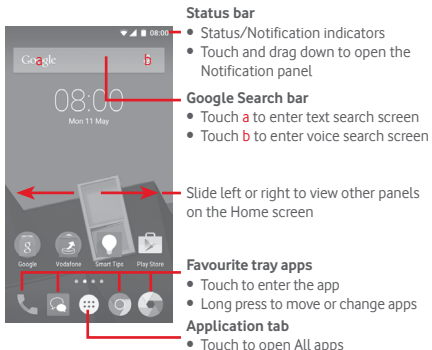 08:00
Google
a
b
08:00
Mon 11 May
Google Vodafone Smart Tips Play Store
Status bar
• Status/Notification indicators
• Touch and drag down to open the
Notification panel
Google Search bar
• Touch a to enter text search screen
• Touch b to enter voice search screen
Slide left or right to view other panels
on the Home screen
Favourite tray apps
• Touch to enter the app
• Long press to move or change apps
Application tab
• Touch to open All apps